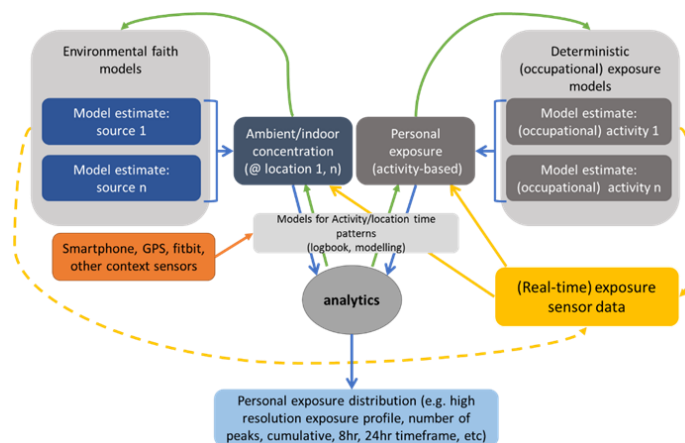 Environmental faith
models
Model estimate:
source 1
Model estimate:
source n
Ambient/indoor
concentration
(@ location 1, n)
Personal
exposure
(activity-based)
Deterministic
(occupational) exposure
models
Model estimate:
(occupational) activity 1
Model estimate:
(occupational) activity n
Models for Activity/location time
patterns
(logbook, modelling)
Smartphone, GPS, fitbit,
other context sensors
analytics
(Real-time) exposure
sensor data
Personal exposure distribution (e.g. high
resolution exposure profile, number of
peaks, cumulative, 8hr, 24hr timeframe, etc)